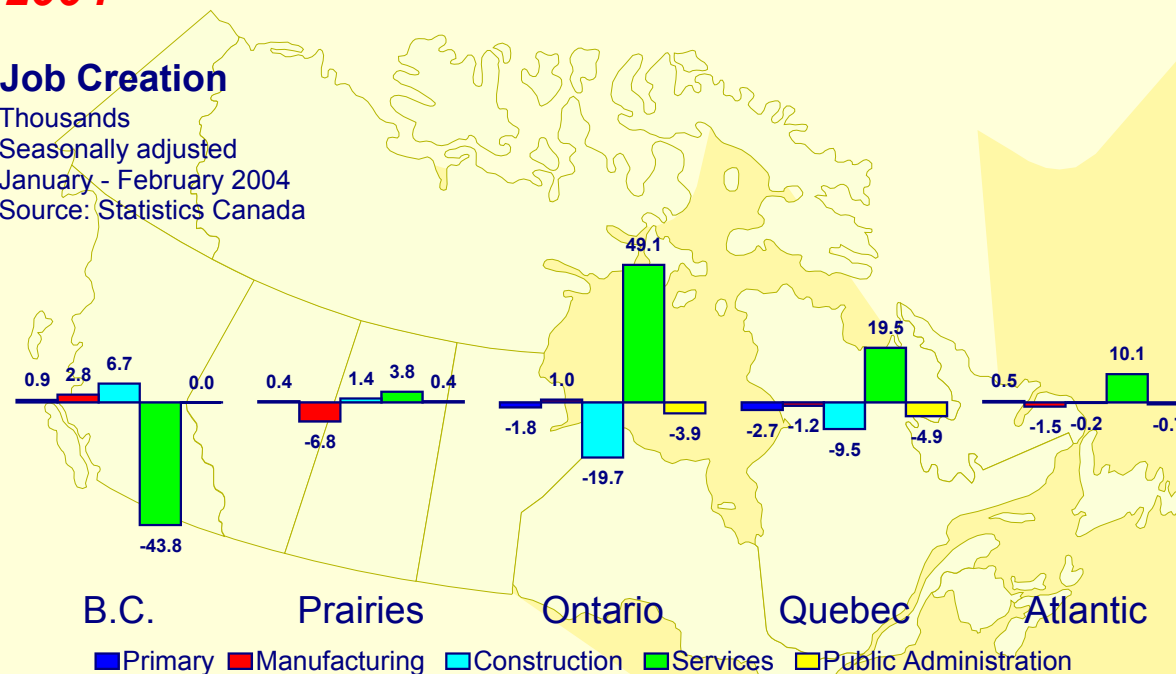 Job Creation
Thousands
Seasonally adjusted
January - February 2004
Source: Statistics Canada
0.9 2.8 6.7 0.0
-43.8
0.4 1.4 3.8 0.4
-6.8
1.0 49.1
-1.8 -19.7 -3.9
19.5
-2.7 -1.2 -9.5 -4.9
0.5 10.1
-1.5 -0.2
B.C. Prairies Ontario Quebec Atlantic
Primary Manufacturing Construction Services Public Administration